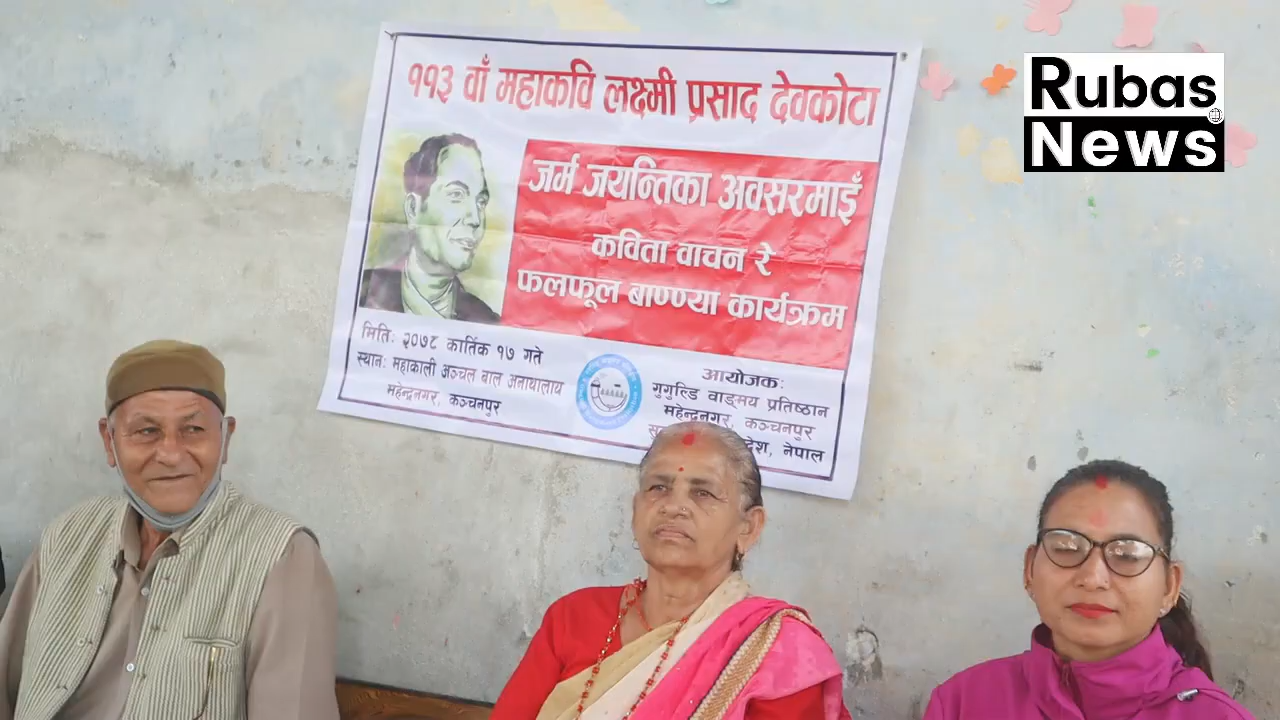 ११३ वाँ महाकवि लक्ष्मी प्रसाद देवकोटा
जर्म जयन्तिका अवसरमाइँ
कविता वाचन रे
फलफूल बाण्ण्या कार्यक्रम
मितिः २०७८ कार्तिक १७ गते
स्थानः महाकाली अञ्चल बाल अनाथालाय
महेन्द्रनगर, कञ्चनपुर
आयोजकः
गुगुल्डि वाङ्मय प्रतिष्ठान
महेन्द्रनगर, कञ्चनपुर
नेपाल
Rubas
News